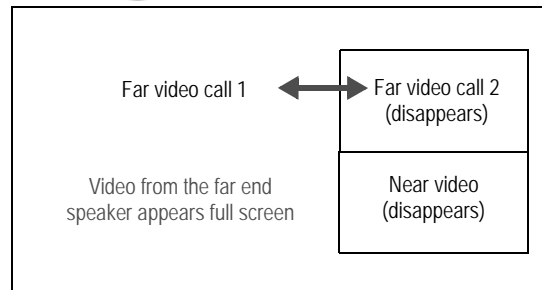 Far video call 1
Far video call 2
(disappears)
Video from the far end
speaker appears full screen
Near video
(disappears)